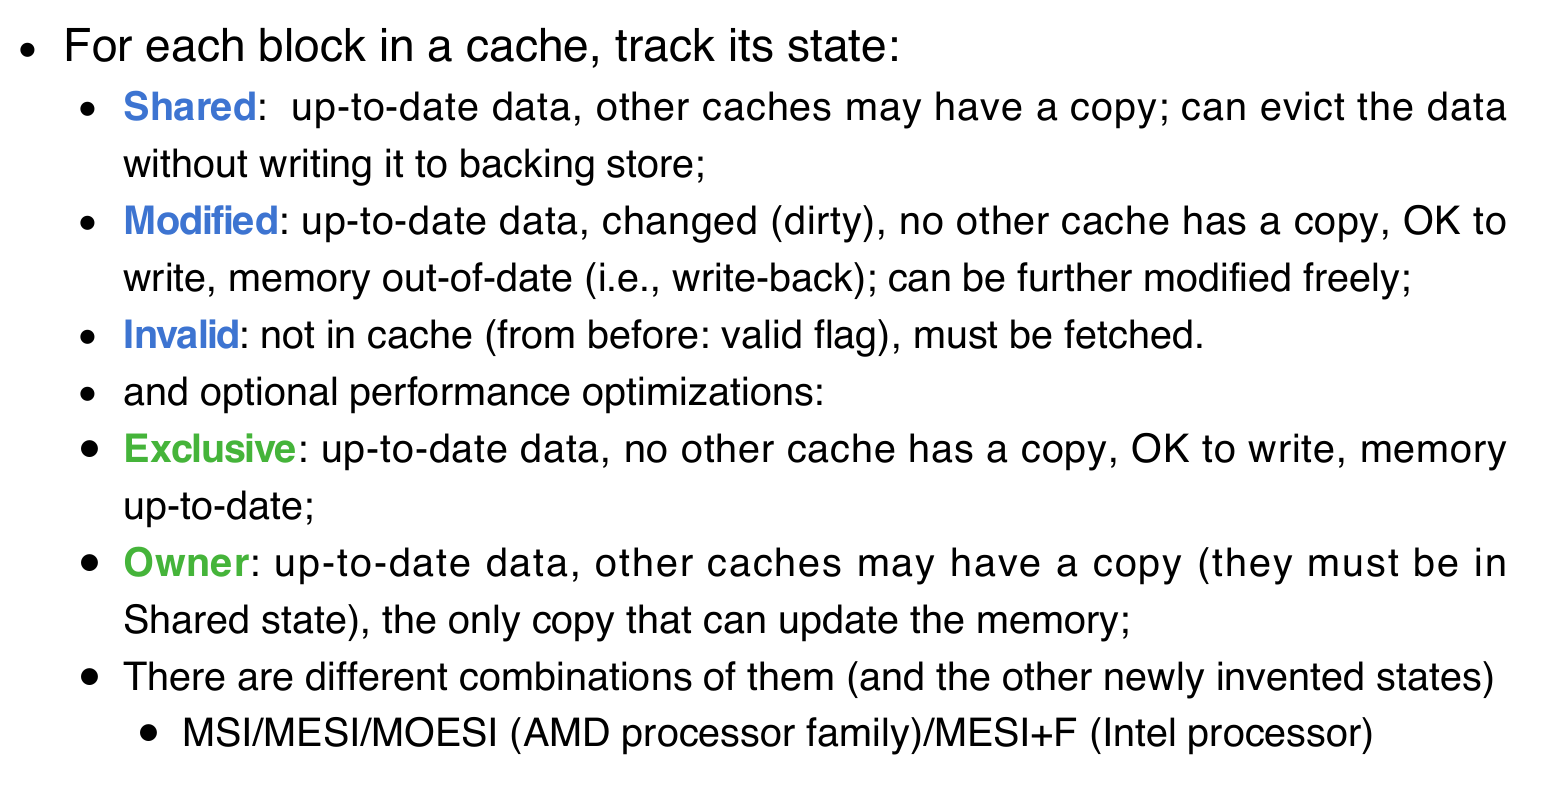 • For each block in a cache, track its state:
• Shared: up-to-date data, other caches may have a copy; can evict the data
without writing it to backing store;
• Modified: up-to-date data, changed (dirty), no other cache has a copy, OK to
write, memory out-of-date (i.e., write-back); can be further modified freely;
• Invalid: not in cache (from before: valid flag), must be fetched.
• and optional performance optimizations:
• Exclusive: up-to-date data, no other cache has a copy, OK to write, memory
up-to-date;
• Owner: up-to-date data, other caches may have a copy (they must be in
Shared state), the only copy that can update the memory;
• There are different combinations of them (and the other newly invented states)
• MSI/MESI/MOESI (AMD processor family)/MESI+F (Intel processor)